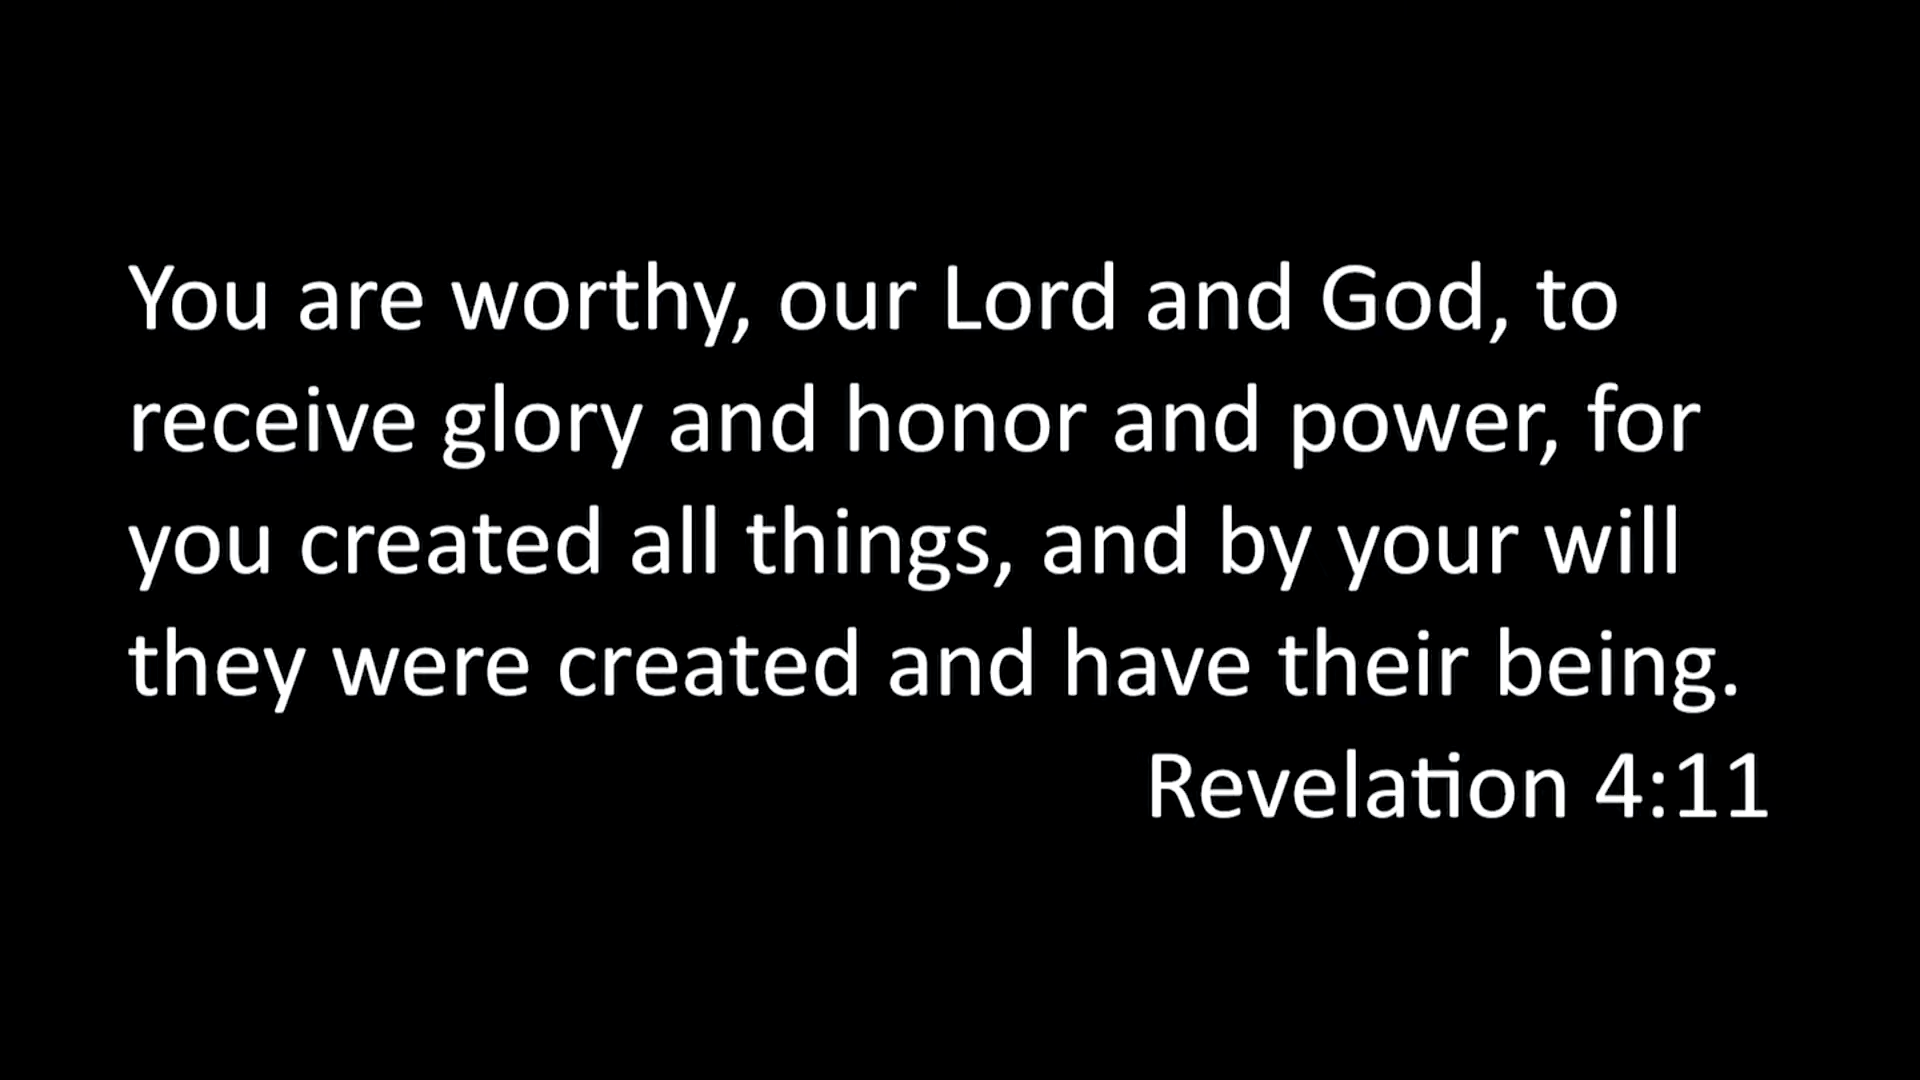 You are worthy, our Lord and God, to
receive glory and honor and power, for
you created all things, and by your will
they were created and have their being.
Revelation 4:11